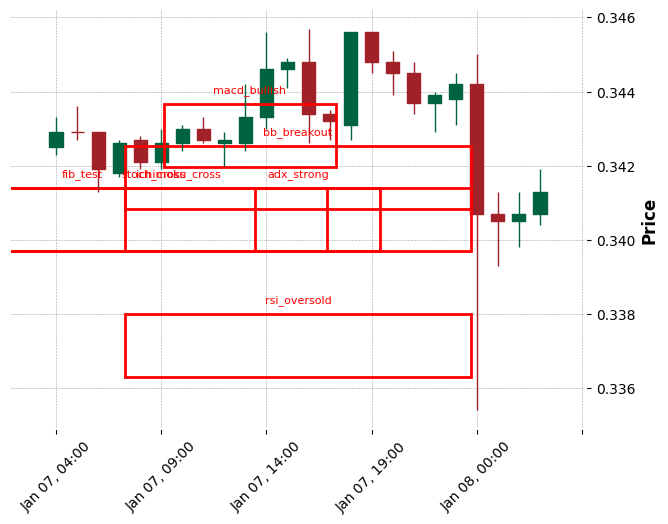 0.346
0.344
macd_bullish
bb_breakout
0.342
fib_test
stoch_cross
ichimoku_cross
adx_strong
Price
0.340
rsi_oversold
0.338
0.336
Jan 07, 04:00
Jan 07, 09:00
Jan 07, 14:00
Jan 07, 19:00
Jan 08, 00:00